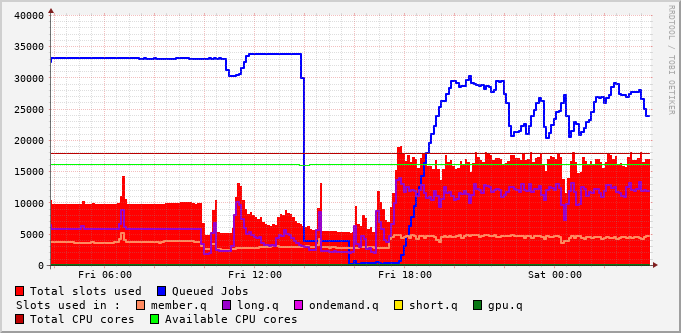 40000
35000
30000
25000
20000
15000
10000
5000
0
Fri 06:00 Fri 12:00 Fri 18:00 Sat 00:00
RRDTOOL / TOBI OETIKER
Total slots used Queued Jobs
Slots used in : member.q long.q ondemand.q short.q gpu.q
Total CPU cores Available CPU cores